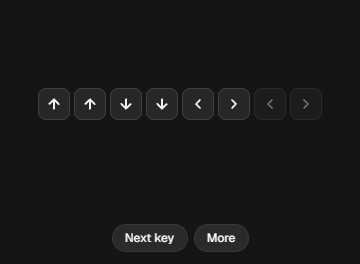 ↑ ↑ ↓ ↓ ‹ › ‹ ›
Next key More